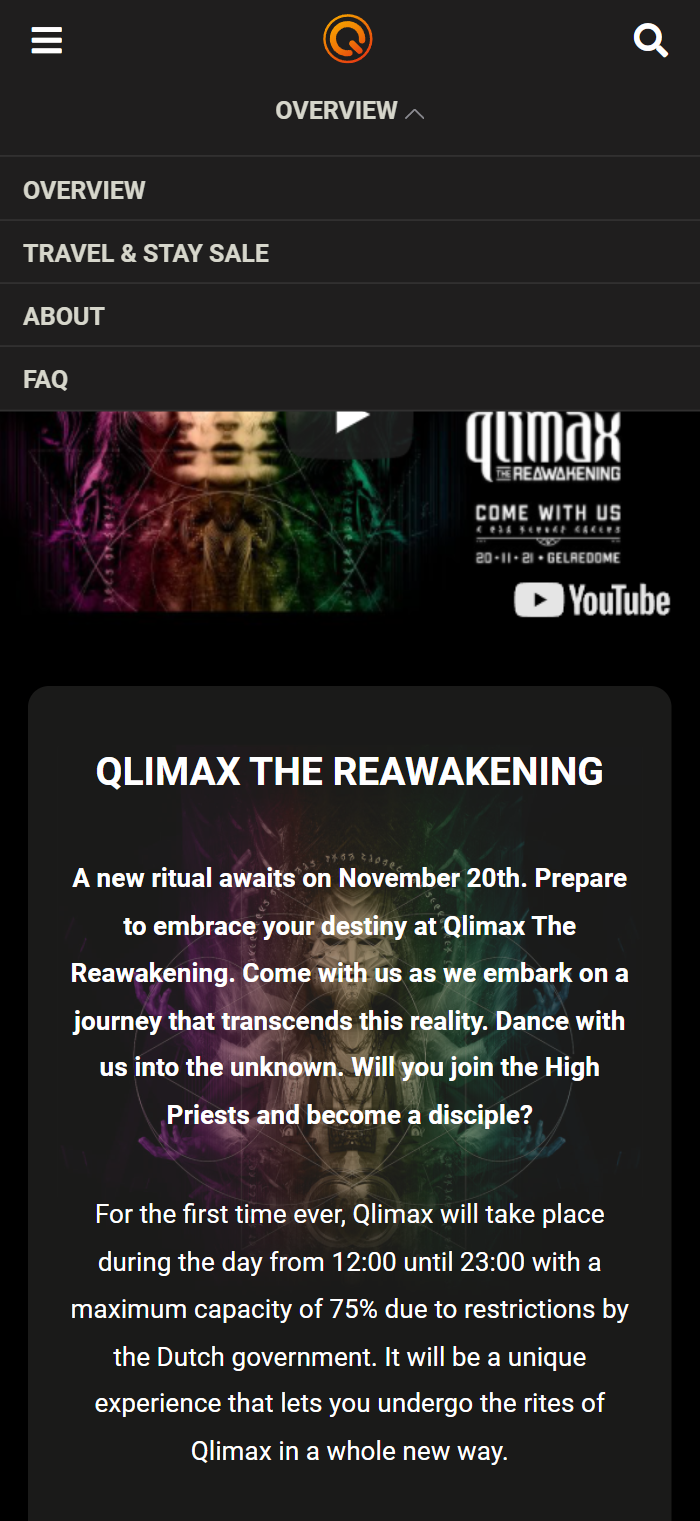 OVERVIEW
OVERVIEW
TRAVEL & STAY SALE
ABOUT
FAQ
qlimax
THE REAWAKENING
COME WITH US
20•11•21 • GELREDOME
YouTube
QLIMAX THE REAWAKENING
A new ritual awaits on November 20th. Prepare
to embrace your destiny at Qlimax The
Reawakening. Come with us as we embark on a
journey that transcends this reality. Dance with
us into the unknown. Will you join the High
Priests and become a disciple?
For the first time ever, Qlimax will take place
during the day from 12:00 until 23:00 with a
maximum capacity of 75% due to restrictions by
the Dutch government. It will be a unique
experience that lets you undergo the rites of
Qlimax in a whole new way.